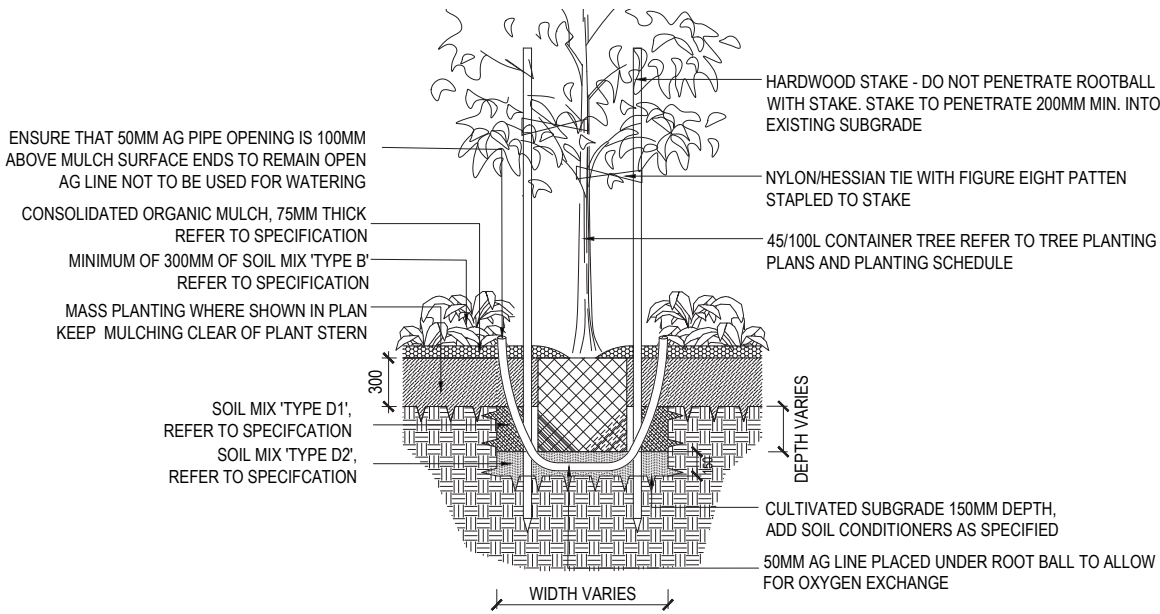 ENSURE THAT 50MM AG PIPE OPENING IS 100MM
ABOVE MULCH SURFACE ENDS TO REMAIN OPEN
AG LINE NOT TO BE USED FOR WATERING
CONSOLIDATED ORGANIC MULCH, 75MM THICK
REFER TO SPECIFICATION
MINIMUM OF 300MM OF SOIL MIX 'TYPE B'
REFER TO SPECIFICATION
MASS PLANTING WHERE SHOWN IN PLAN
KEEP MULCHING CLEAR OF PLANT STERN
300
SOIL MIX 'TYPE D1',
REFER TO SPECIFCATION
SOIL MIX 'TYPE D2',
REFER TO SPECIFCATION
HARDWOOD STAKE - DO NOT PENETRATE ROOTBALL
WITH STAKE. STAKE TO PENETRATE 200MM MIN. INTO
EXISTING SUBGRADE
NYLON/HESSIAN TIE WITH FIGURE EIGHT PATTEN
STAPLED TO STAKE
45/100L CONTAINER TREE REFER TO TREE PLANTING
PLANS AND PLANTING SCHEDULE
DEPTH VARIES
150
CULTIVATED SUBGRADE 150MM DEPTH,
ADD SOIL CONDITIONERS AS SPECIFIED
50MM AG LINE PLACED UNDER ROOT BALL TO ALLOW
FOR OXYGEN EXCHANGE
WIDTH VARIES